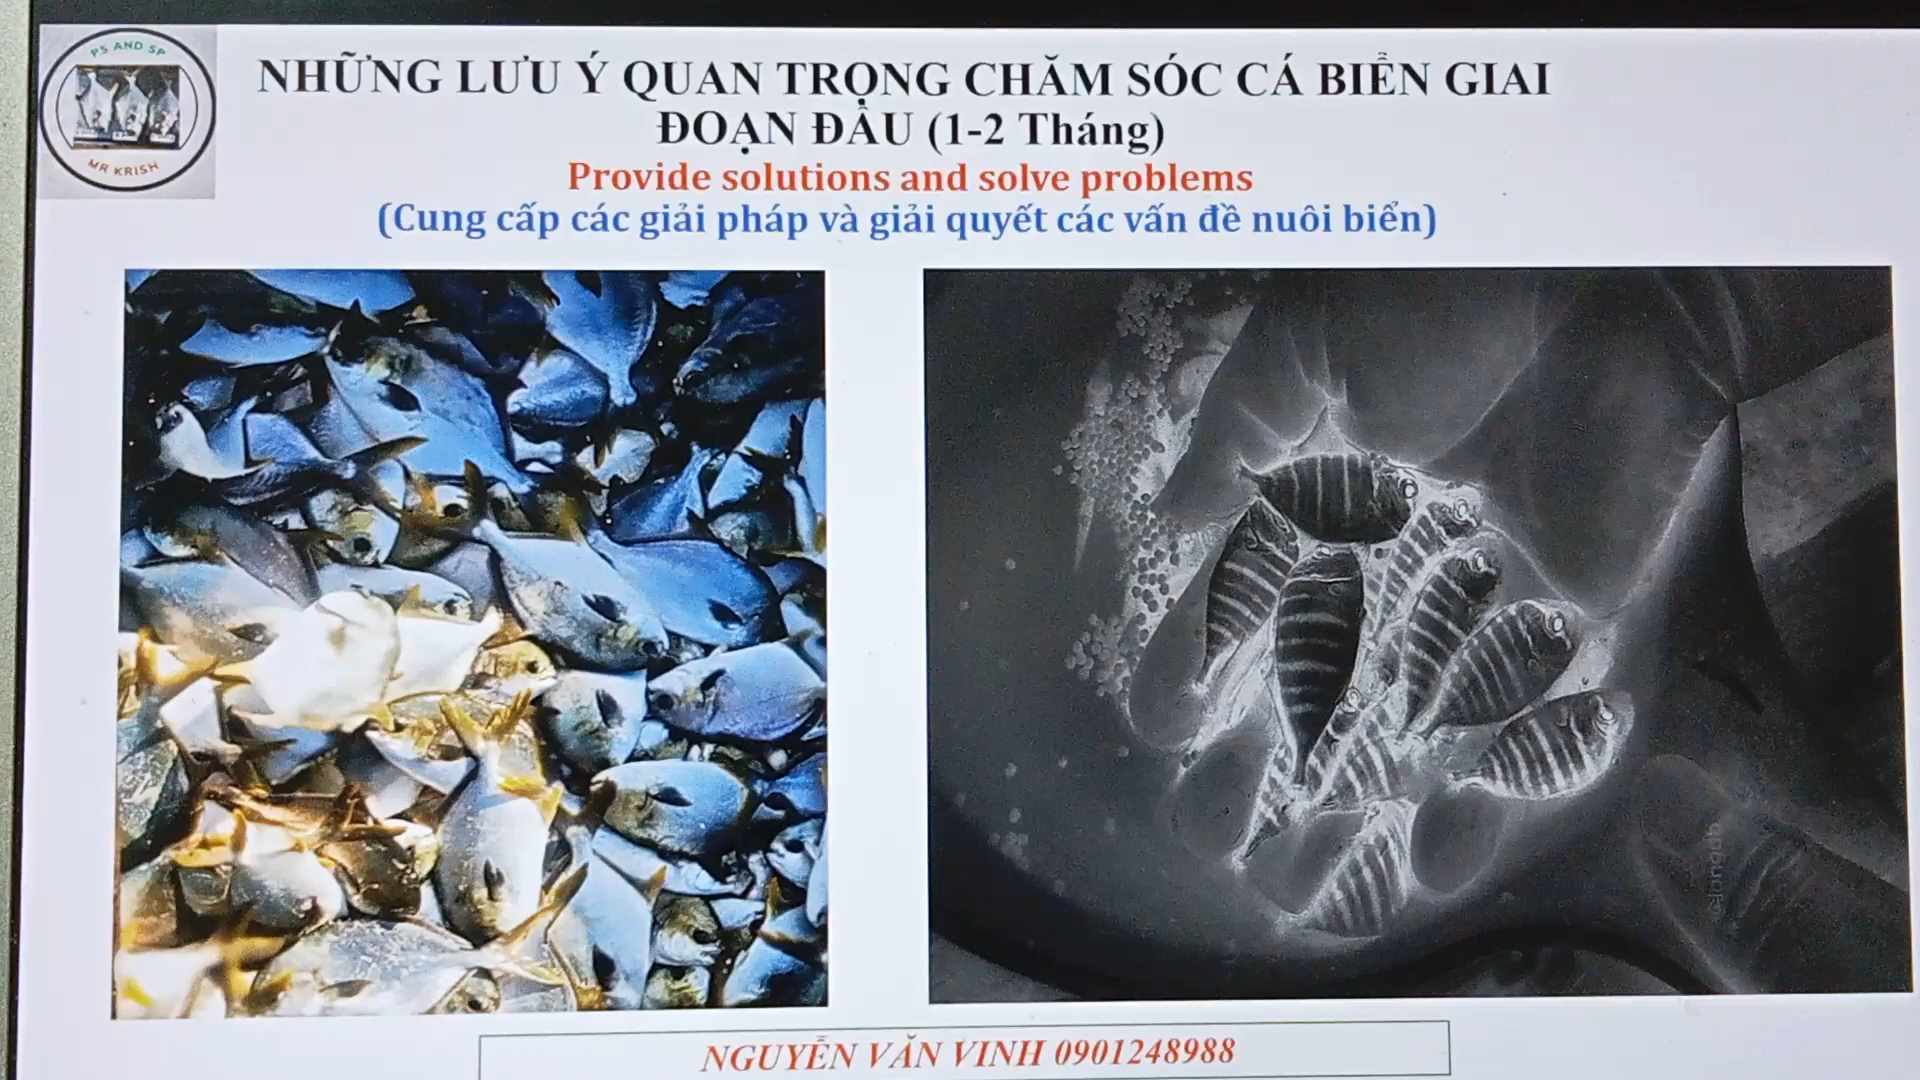 PS AND SP
MR KRISH
NHỮNG LƯU Ý QUAN TRỌNG CHĂM SÓC CÁ BIỂN GIAI
ĐOẠN ĐẦU (1-2 Tháng)
Provide solutions and solve problems
(Cung cấp các giải pháp và giải quyết các vấn đề nuôi biển)
NGUYỄN VĂN VINH 0901248988